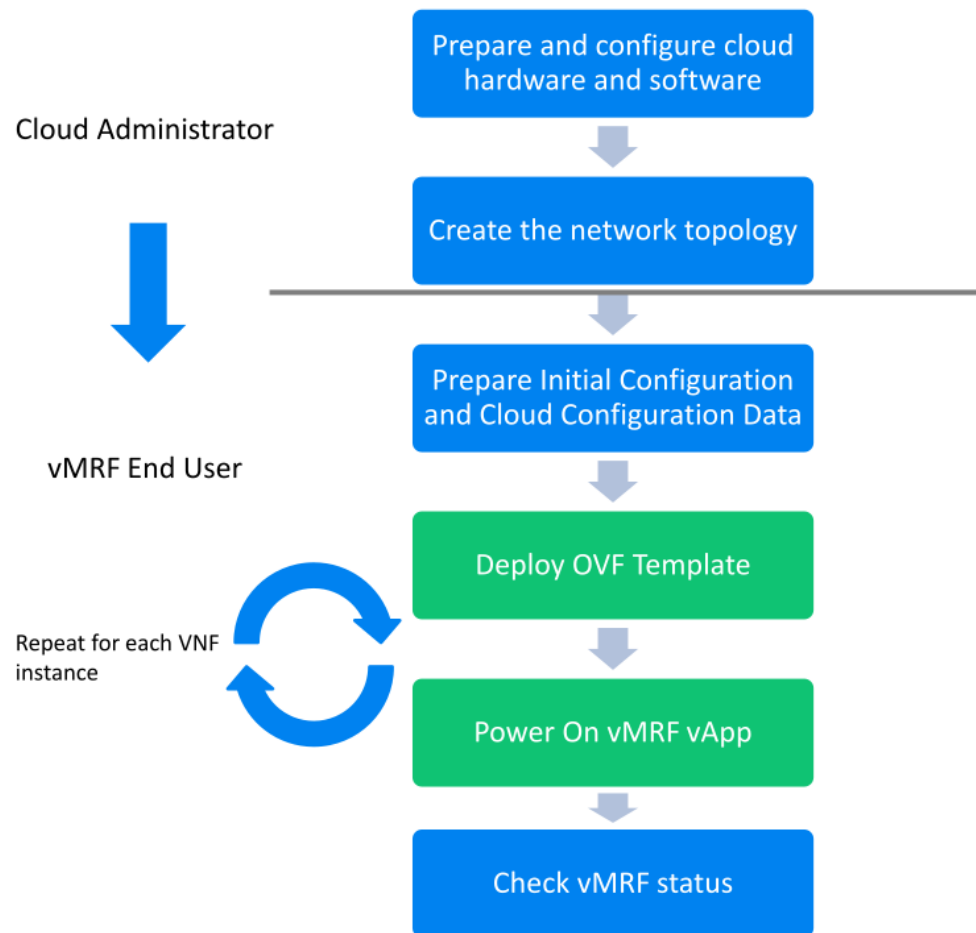 Prepare and configure cloud
hardware and software
Cloud Administrator
Create the network topology
Prepare Initial Configuration
and Cloud Configuration Data
vMRF End User
Deploy OVF Template
Repeat for each VNF
instance
Power On vMRF vApp
Check vMRF status